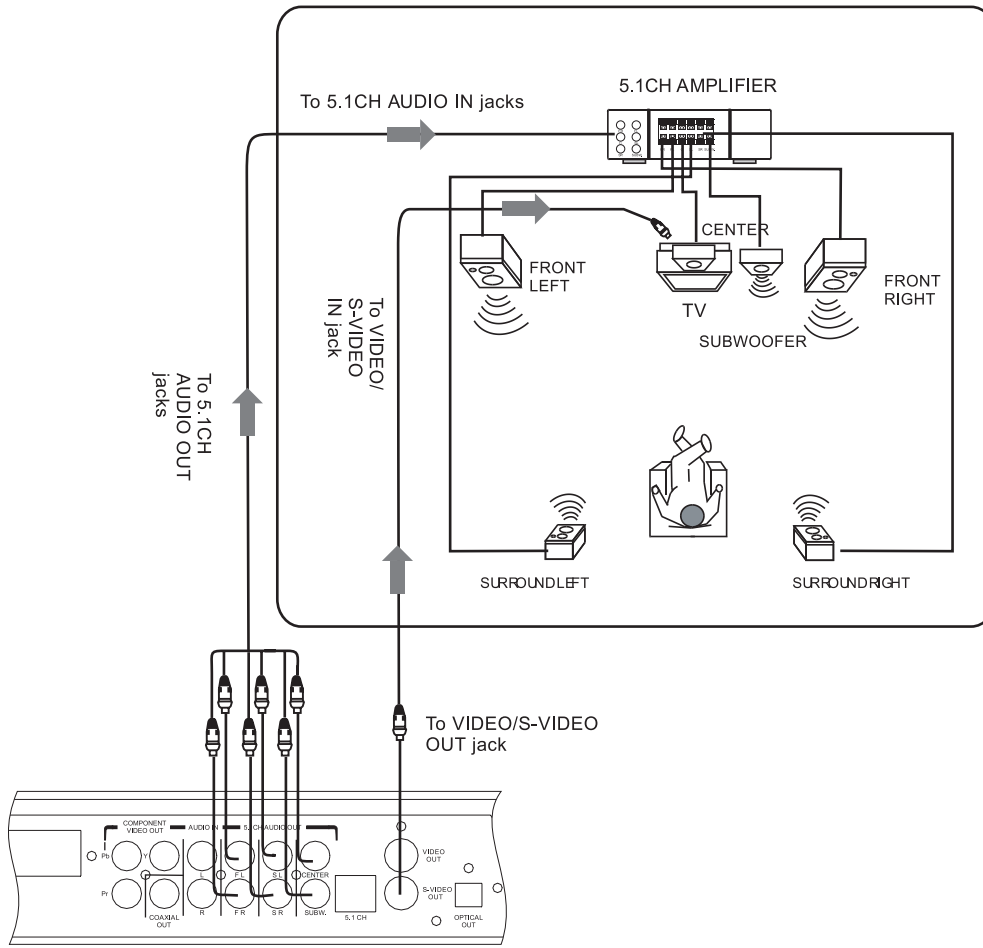 5.1CH AMPLIFIER
To 5.1CH AUDIO IN jacks
CENTER
FRONT
LEFT
FRONT
RIGHT
TV
SUBWOOFER
To VIDEO/
S-VIDEO
IN jack
To 5.1CH
AUDIO OUT
jacks
SURROUNDLEFT
SURROUNDRIGHT
To VIDEO/S-VIDEO
OUT jack
COMPONENT
VIDEO OUT
AUDIO IN
5.1CH AUDIO OUT
Pb
Y
L
F L
S L
CENTER
VIDEO
OUT
Pr
COAXIAL
OUT
R
F R
S R
SUBW.
5.1 CH
S-VIDEO
OUT
OPTICAL
OUT